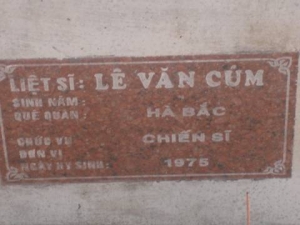 LIỆT SĨ: LÊ VĂN CÚM
SINH NĂM:
QUÊ QUÁN: HÀ BẮC
CHỨC VỤ CHIẾN SĨ
ĐƠN VỊ
NGÀY HY SINH: 1975